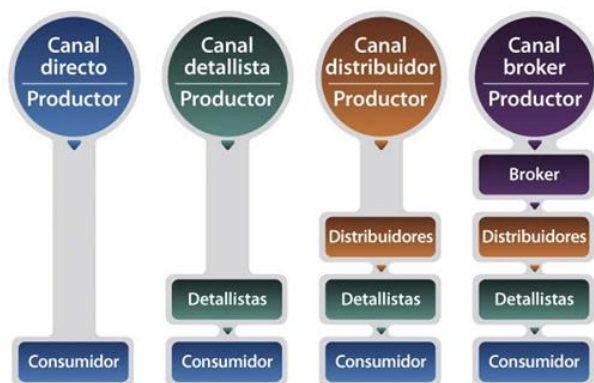 Canal
directo
Productor
Consumidor
Canal
detallista
Productor
Detallistas
Consumidor
Canal
distribuidor
Productor
Distribuidores
Detallistas
Consumidor
Canal
broker
Productor
Broker
Distribuidores
Detallistas
Consumidor